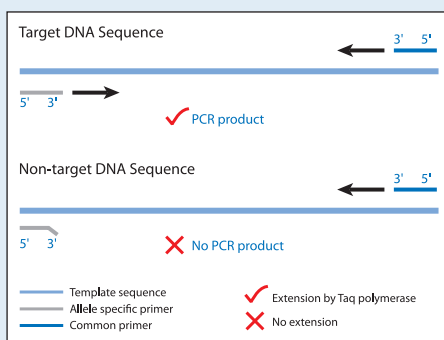 Target DNA Sequence
3' 5'
5' 3'
PCR product
Non-target DNA Sequence
3' 5'
5' 3'
No PCR product
Template sequence
Allele specific primer
Common primer
Extension by Taq polymerase
No extension